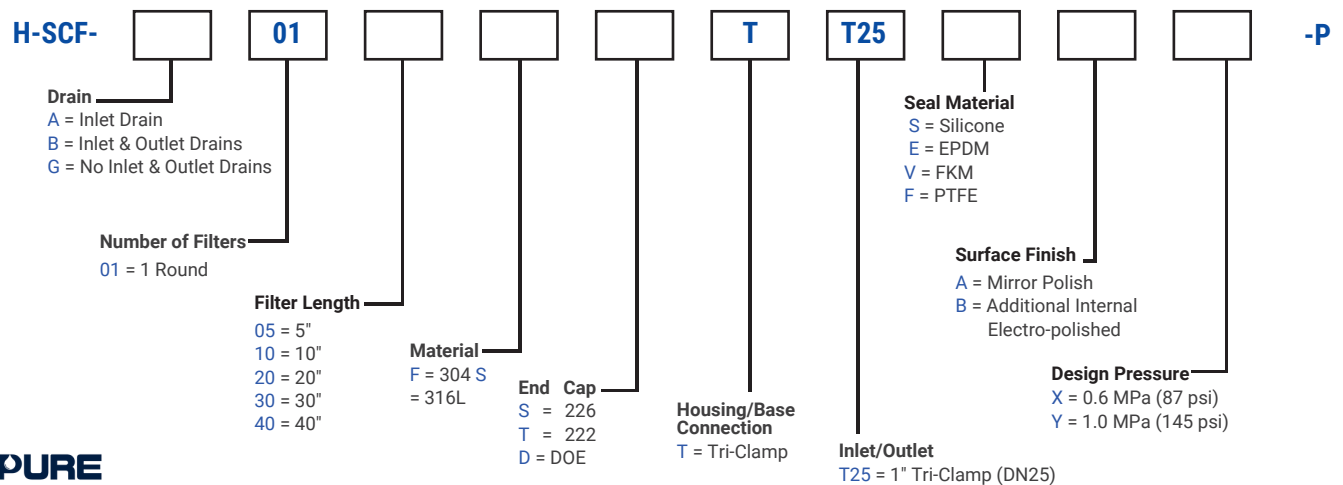 H-SCF- 01 T T25 -P
Drain
A = Inlet Drain
B = Inlet & Outlet Drains
G = No Inlet & Outlet Drains
Number of Filters
01 = 1 Round
Filter Length
05 = 5"
10 = 10"
20 = 20"
30 = 30"
40 = 40"
Material
F = 304 S
= 316L
End Cap
S = 226
T = 222
D = DOE
Housing/Base
Connection
T = Tri-Clamp
Inlet/Outlet
T25 = 1" Tri-Clamp (DN25)
Seal Material
S = Silicone
E = EPDM
V = FKM
F = PTFE
Surface Finish
A = Mirror Polish
B = Additional Internal
Electro-polished
Design Pressure
X = 0.6 MPa (87 psi)
Y = 1.0 MPa (145 psi)
PURE